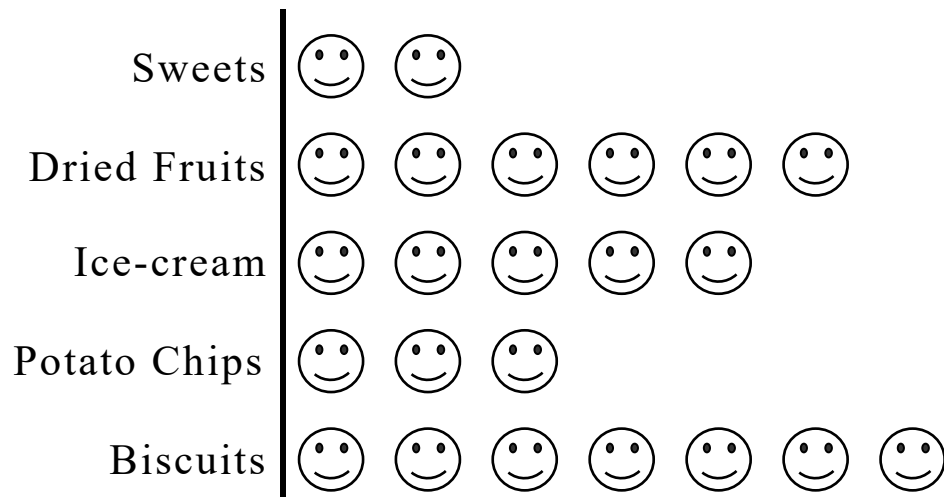 Sweets
Dried Fruits
Ice-cream
Potato Chips
Biscuits